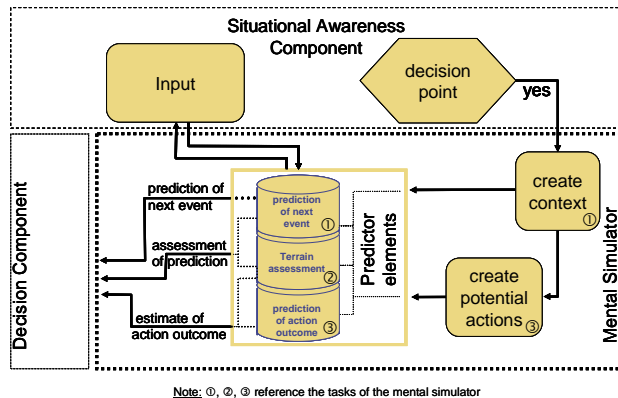 Situational Awareness
Component
Input
decision
point
yes
Decision Component
prediction of
next event
assessment
of prediction
estimate of
action outcome
prediction
of next
event
①
Terrain
assessment
②
prediction
of action
outcome
③
Predictor
elements
create
context
①
create
potential
actions
③
Mental Simulator
Note: ①, ②, ③ reference the tasks of the mental simulator